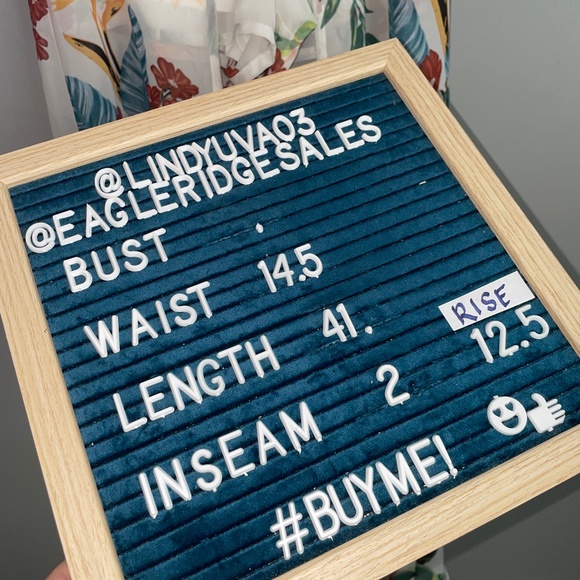 @LINDYUVA03
@EAGLERIDGESALES
BUST .
WAIST 14.5
LENGTH 41.
RISE
INSEAM 2 12.5
#BUYME!